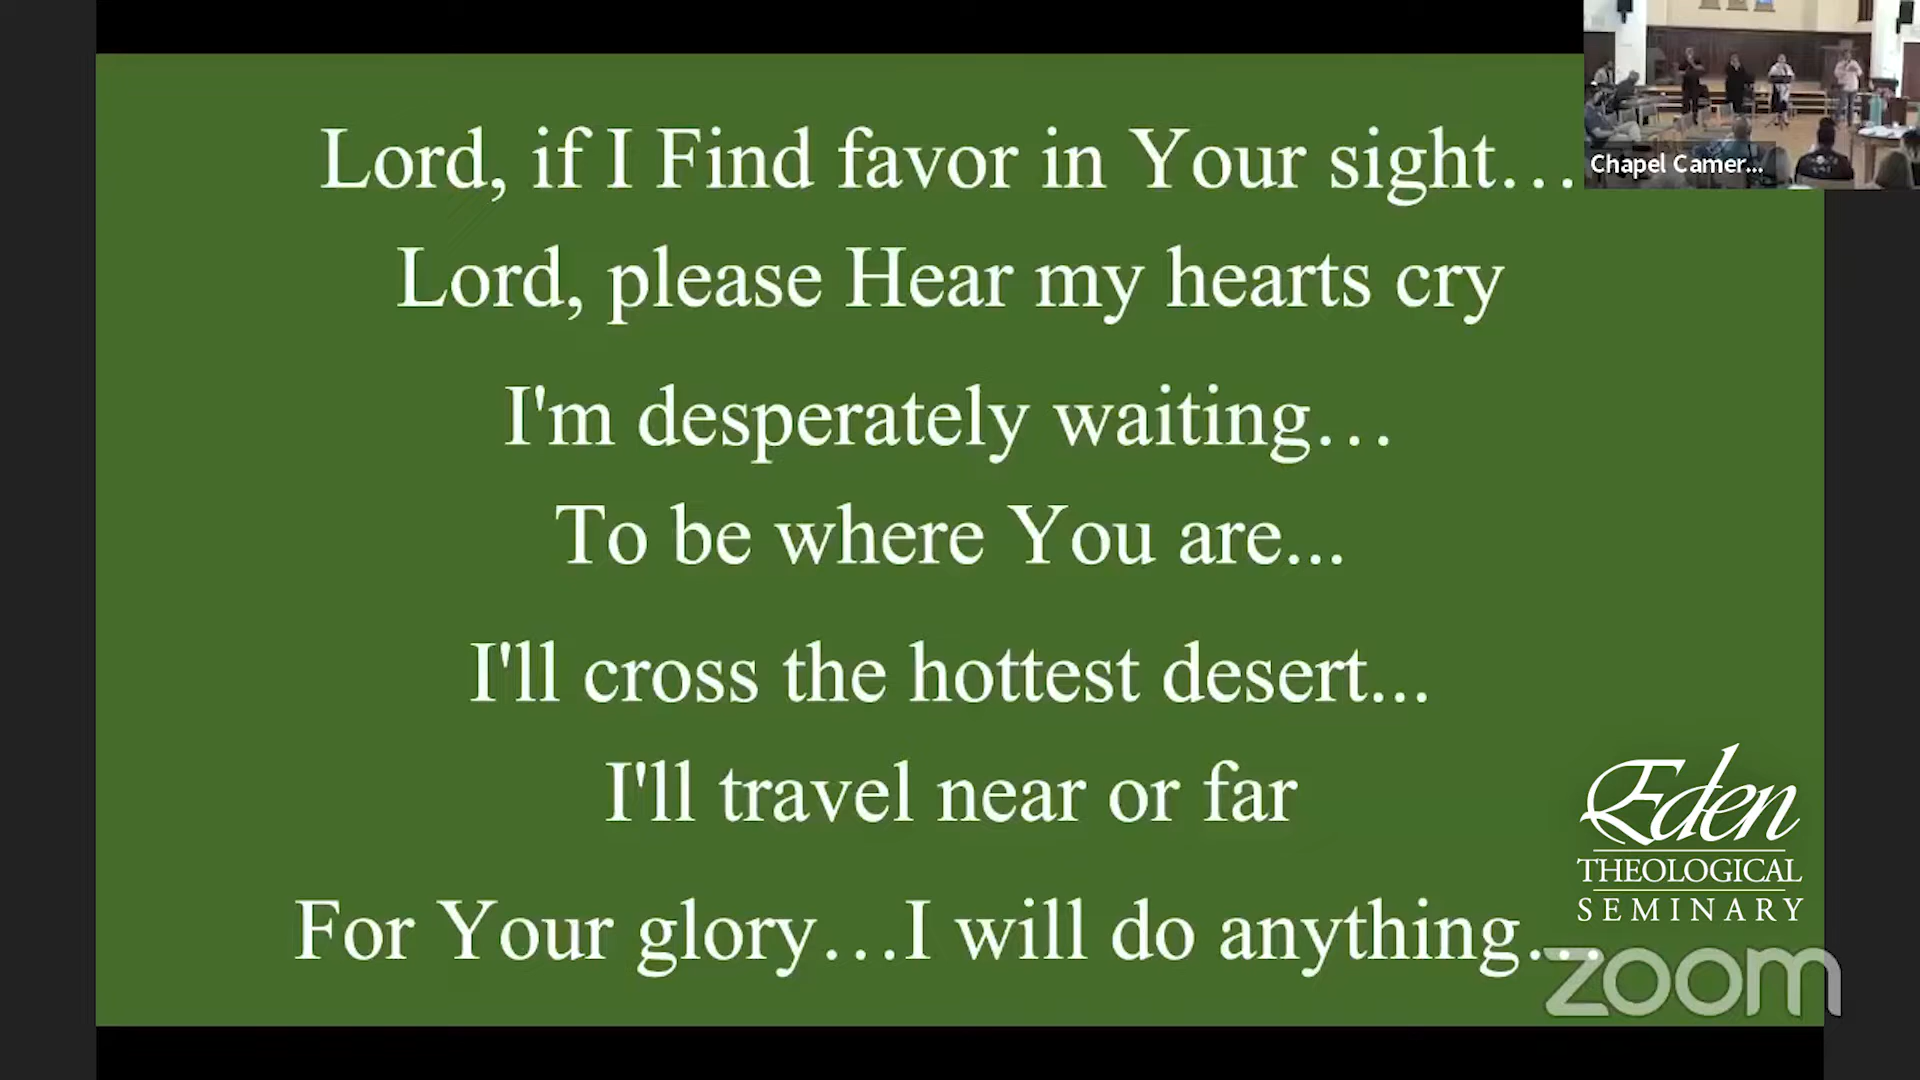 Lord, if I Find favor in Your sight…
Chapel Camer...
Lord, please Hear my hearts cry
I'm desperately waiting…
To be where You are...
I'll cross the hottest desert...
I'll travel near or far
For Your glory…I will do anything...
Eden
THEOLOGICAL
SEMINARY
zoom